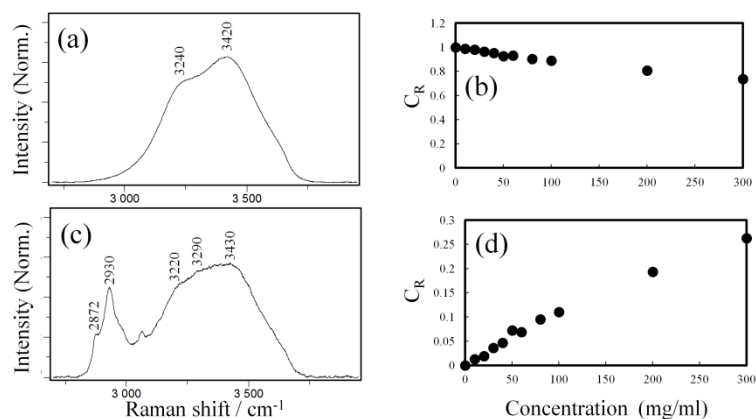 (a)
3240
3420
Intensity (Norm.)
3 000
3 500
(b)
C_R
1.2
1
0.8
0.6
0.4
0.2
0
0 50 100 150 200 250 300
(c)
2872
2930
3220
3290
3430
Intensity (Norm.)
3 000
3 500
Raman shift / cm⁻¹
(d)
C_R
0.3
0.25
0.2
0.15
0.1
0.05
0
0 50 100 150 200 250 300
Concentration (mg/ml)